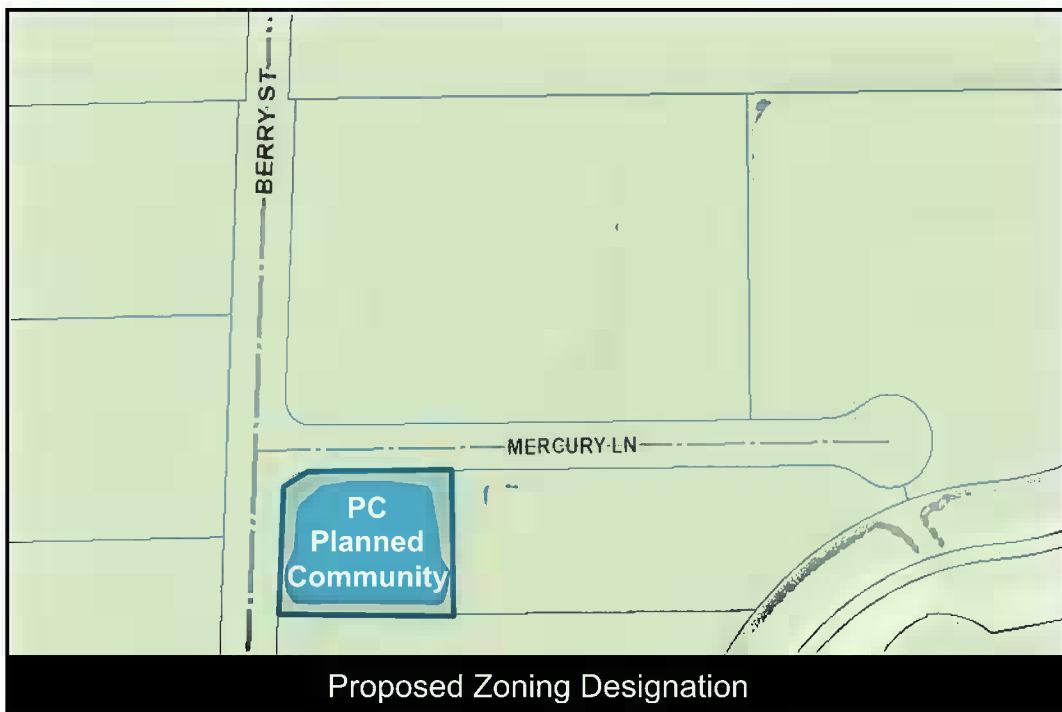 BERRY ST
MERCURY LN
PC
Planned
Community
Proposed Zoning Designation